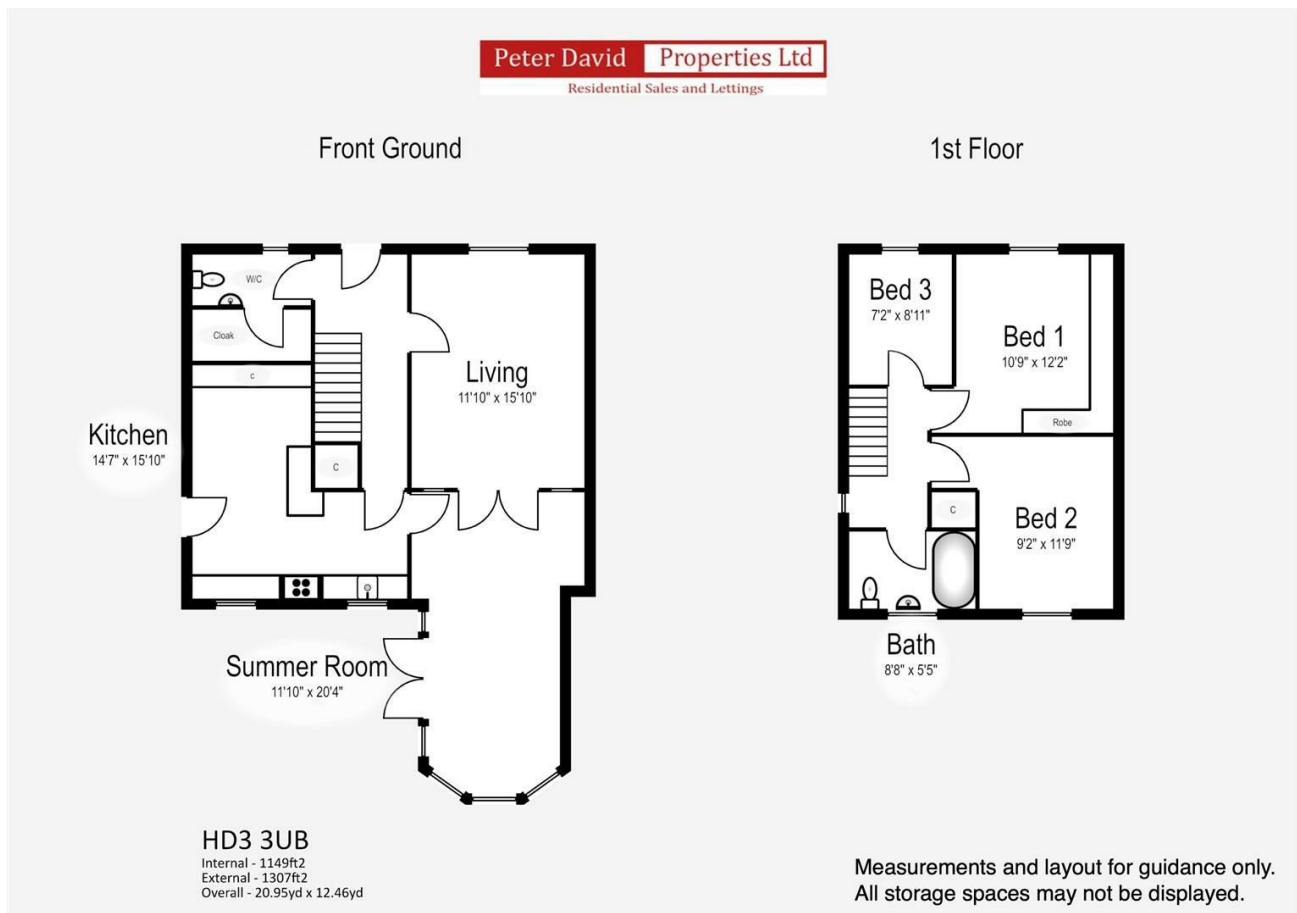 Peter David Properties Ltd
Residential Sales and Lettings
Front Ground
1st Floor
W/C
Cloak
c
Kitchen
14'7" x 15'10"
C
Living
11'10" x 15'10"
Summer Room
11'10" x 20'4"
Bed 3
7'2" x 8'11"
Bed 1
10'9" x 12'2"
Robe
C
Bed 2
9'2" x 11'9"
Bath
8'8" x 5'5"
HD3 3UB
Internal - 1149ft2
External - 1307ft2
Overall - 20.95yd x 12.46yd
Measurements and layout for guidance only.
All storage spaces may not be displayed.